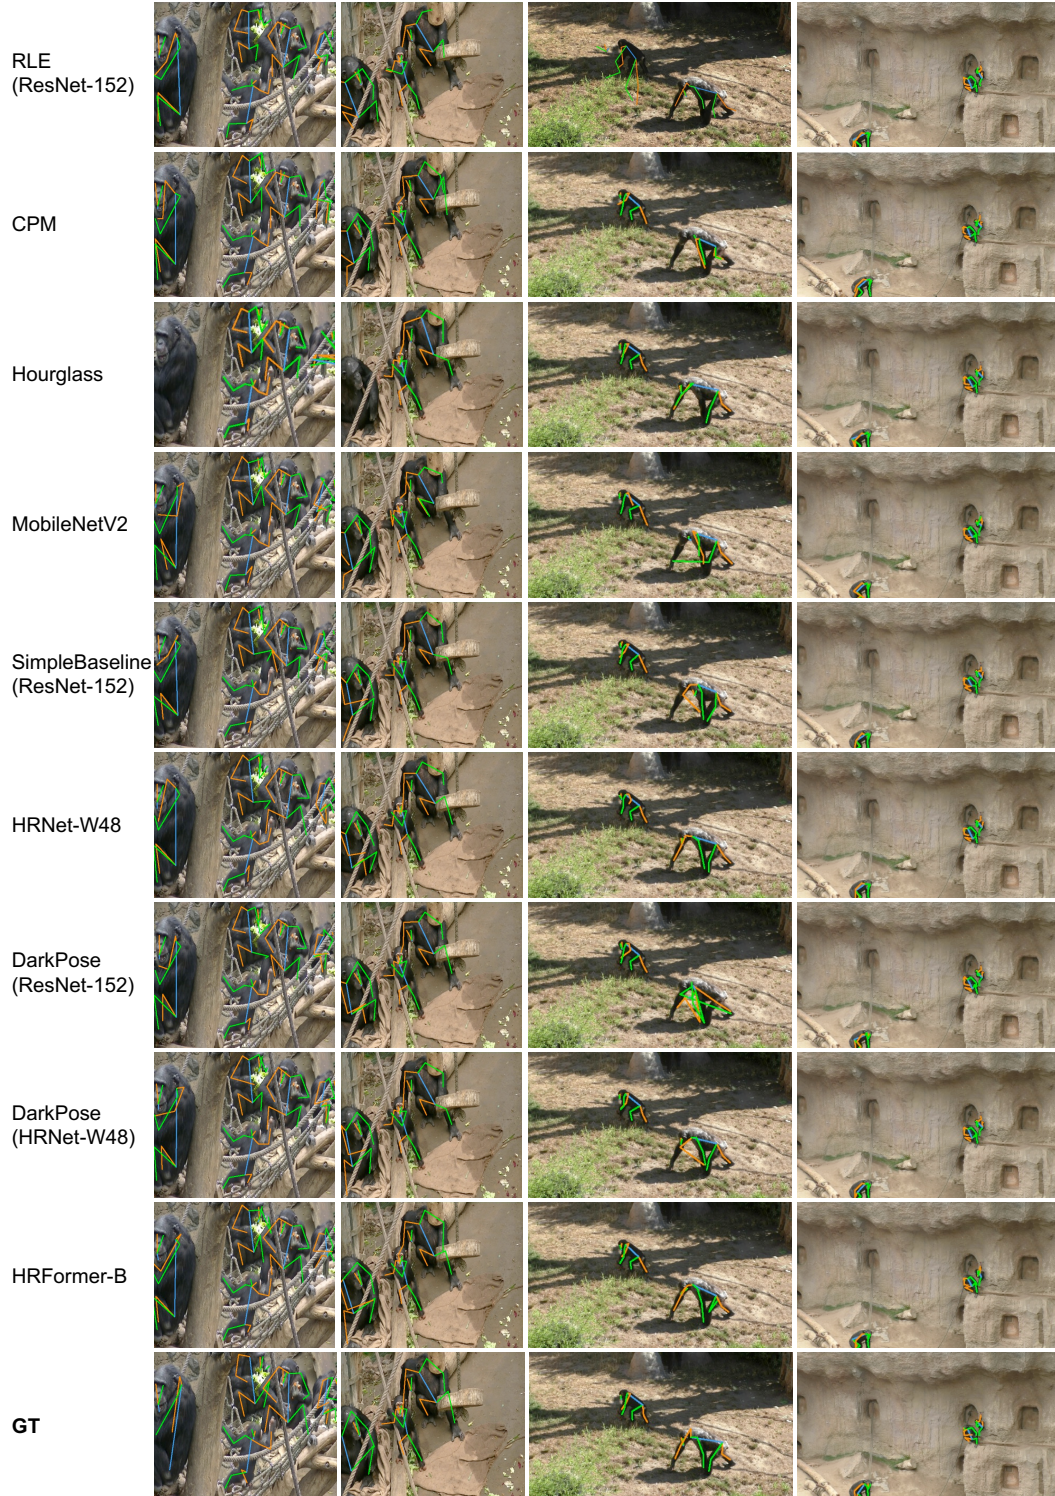 RLE
(ResNet-152)
CPM
Hourglass
MobileNetV2
SimpleBaseline
(ResNet-152)
HRNet-W48
DarkPose
(ResNet-152)
DarkPose
(HRNet-W48)
HRFormer-B
GT